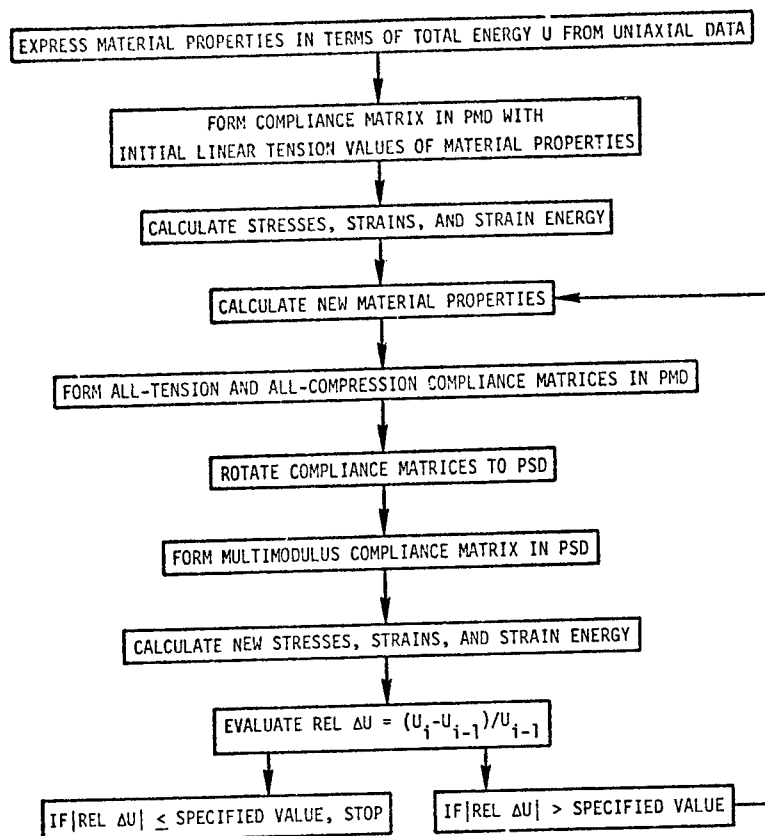 EXPRESS MATERIAL PROPERTIES IN TERMS OF TOTAL ENERGY U FROM UNIAXIAL DATA
FORM COMPLIANCE MATRIX IN PMD WITH
INITIAL LINEAR TENSION VALUES OF MATERIAL PROPERTIES
CALCULATE STRESSES, STRAINS, AND STRAIN ENERGY
CALCULATE NEW MATERIAL PROPERTIES
FORM ALL-TENSION AND ALL-COMPRESSION COMPLIANCE MATRICES IN PMD
ROTATE COMPLIANCE MATRICES TO PSD
FORM MULTIMODULUS COMPLIANCE MATRIX IN PSD
CALCULATE NEW STRESSES, STRAINS, AND STRAIN ENERGY
EVALUATE REL ΔU = (U_i-U_{i-1})/U_{i-1}
IF|REL ΔU| ≤ SPECIFIED VALUE, STOP
IF|REL ΔU| > SPECIFIED VALUE